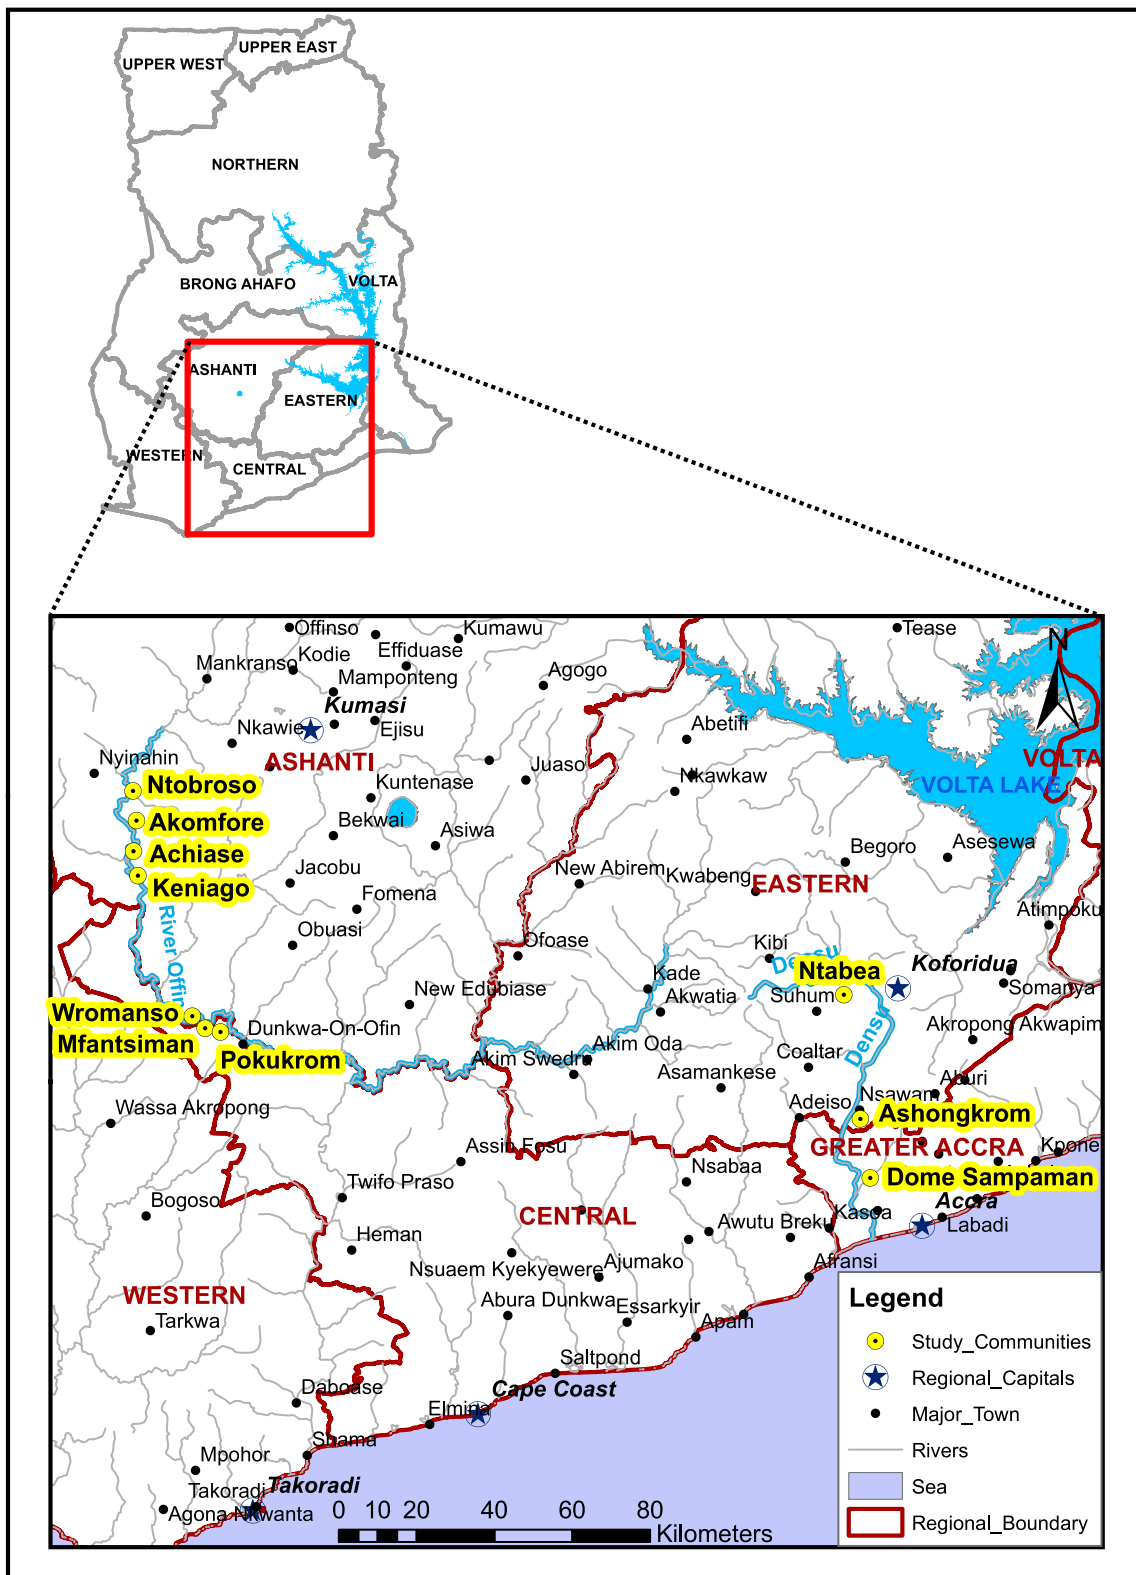 UPPER EAST
UPPER WEST
NORTHERN
BRONG AHAFO
VOLTA
ASHANTI
EASTERN
WESTERN
CENTRAL
Offinso
Kumawu
Tease
Effiduase
Kodie
Mankranso
Mamponteng
Agogo
N
Kumasi
Abetifi
Nkawie
Ejisu
Nyinahin
ASHANTI
VOLTA
Juaso
Nkawkaw
Kuntenase
VOLTA LAKE
Ntobroso
Akomfore
Bekwai
Asiwa
Achiase
Begoro
Asesewa
New Abirem
Kwabeng
Jacobu
EASTERN
Keniago
Fomena
Atimpoku
River Offin
Obuasi
Ofoase
Kibi
Densu
Koforidua
Ntabea
Kade
Suhum
Somanya
New Edubiase
Akwatia
Wromanso
Akropong Akwapim
Dunkwa-On-Ofin
Mfantsiman
Akim Oda
Densu
Pokukrom
Akim Swedru
Coaltar
Asamankese
Aburi
Nsawam
Adeiso
Wassa Akropong
Ashongkrom
Assin Fosu
GREATER ACCRA
Kpone
Nsabaa
Dome Sampaman
Twifo Praso
Bogoso
Accra
CENTRAL
Kasoa
Awutu Breku
Labadi
Heman
Nsuaem Kyekyewere
Ajumako
Afransi
WESTERN
Abura Dunkwa
Essarkyir
Legend
Tarkwa
Apam
Study_Communities
Saltpond
Regional_Capitals
Daboase
Cape Coast
Elmina
Major_Town
Shama
Rivers
Mpohor
Takoradi
Takoradi
Sea
Agona Nkwanta
0 10 20 40 60 80
Kilometers
Regional_Boundary